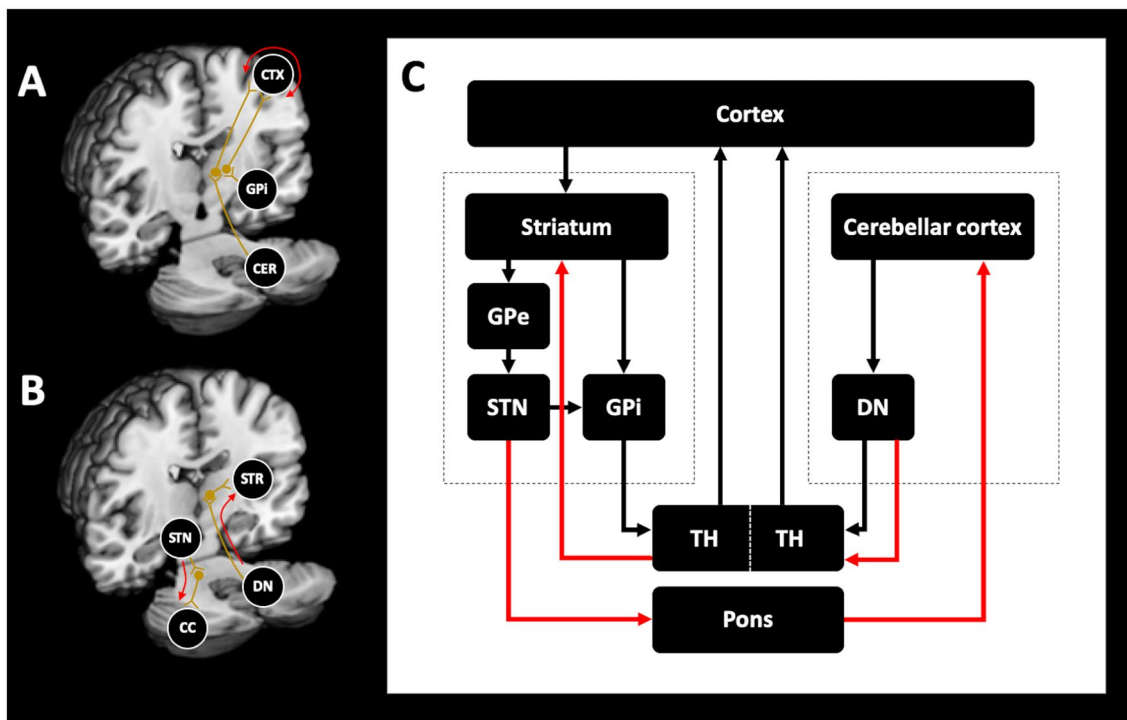 A
CTX
GPi
CER
B
STR
STN
DN
CC
C
Cortex
Striatum
Cerebellar cortex
GPe
STN
GPi
DN
TH
TH
Pons